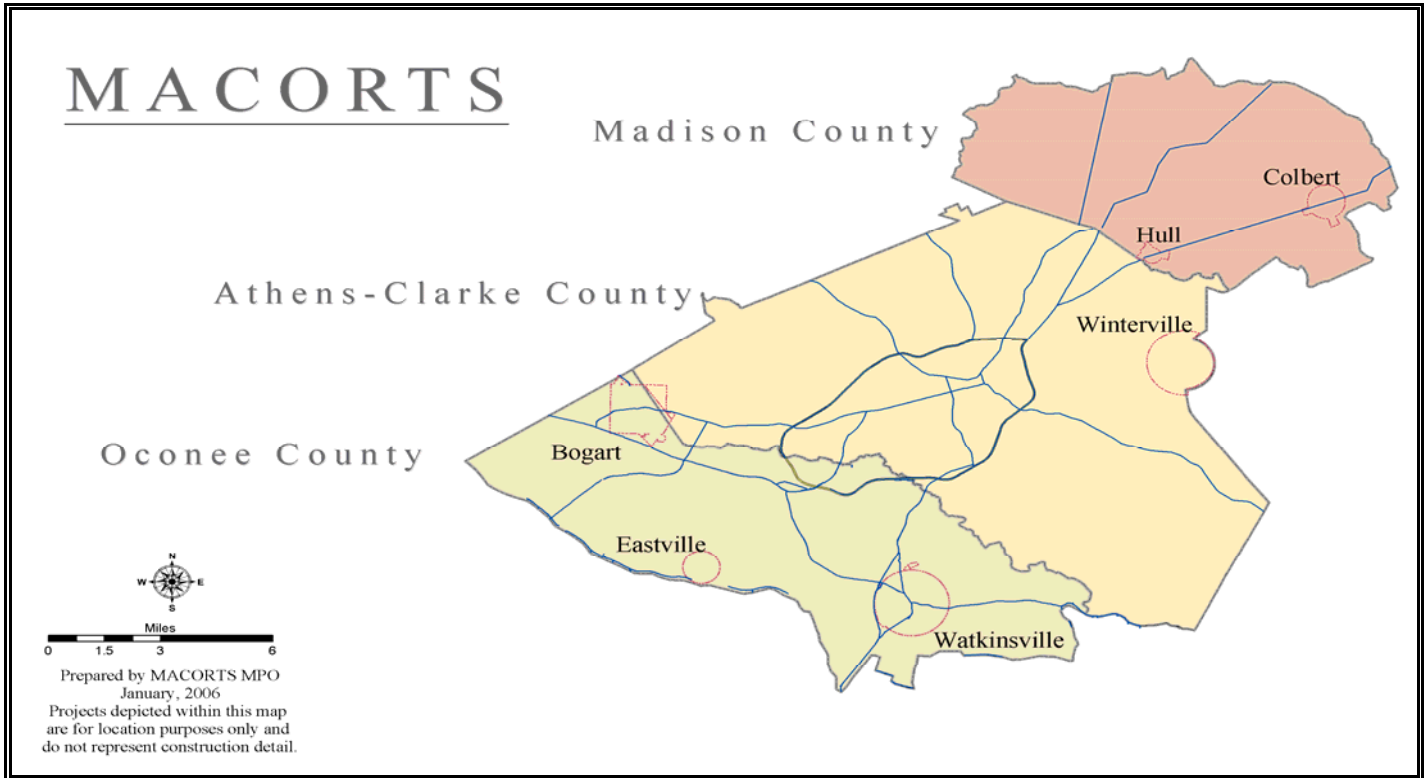 MACORTS
Madison County
Colbert
Hull
Athens-Clarke County
Winterville
Oconee County
Bogart
Eastville
Watkinsville
N
W E
S
Miles
0 1.5 3 6
Prepared by MACORTS MPO
January, 2006
Projects depicted within this map
are for location purposes only and
do not represent construction detail.